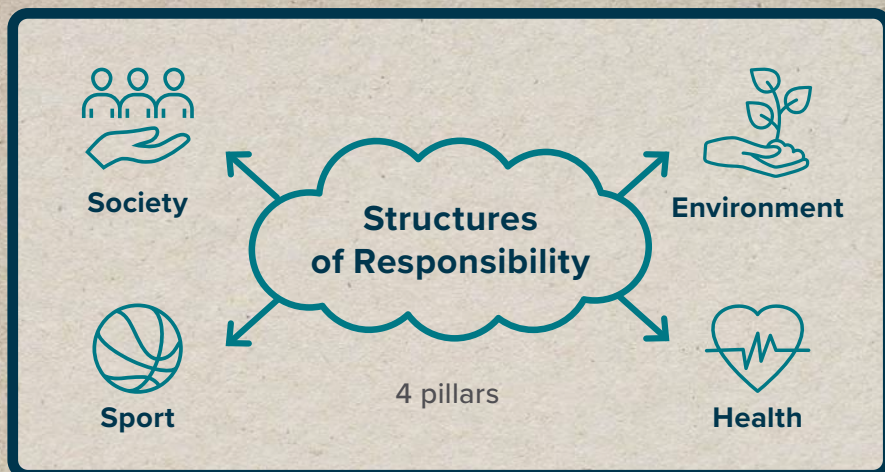 Society
Environment
Structures
of Responsibility
Sport
4 pillars
Health